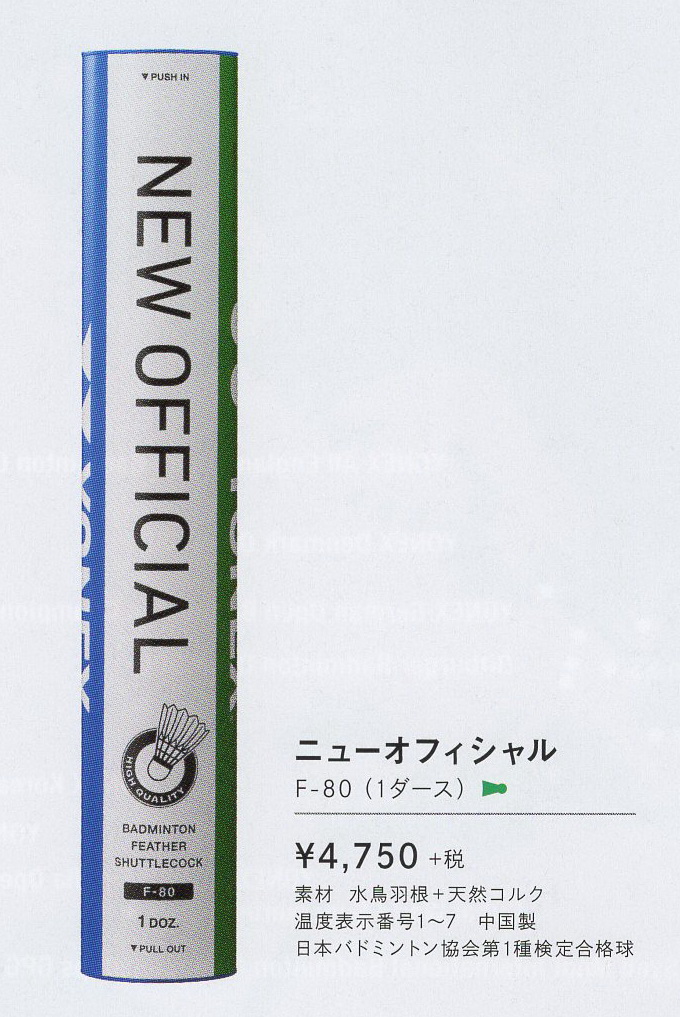 ▼PUSH IN
NEW OFFICIAL
YONEX
YONEX
HIGH QUALITY
BADMINTON
FEATHER
SHUTTLECOCK
F-80
1 DOZ.
▼PULL OUT
ニューオフィシャル
F-80(1ダース)
¥4,750+税
素材 水鳥羽根+天然コルク
温度表示番号1~7 中国製
日本バドミントン協会第1種検定合格球